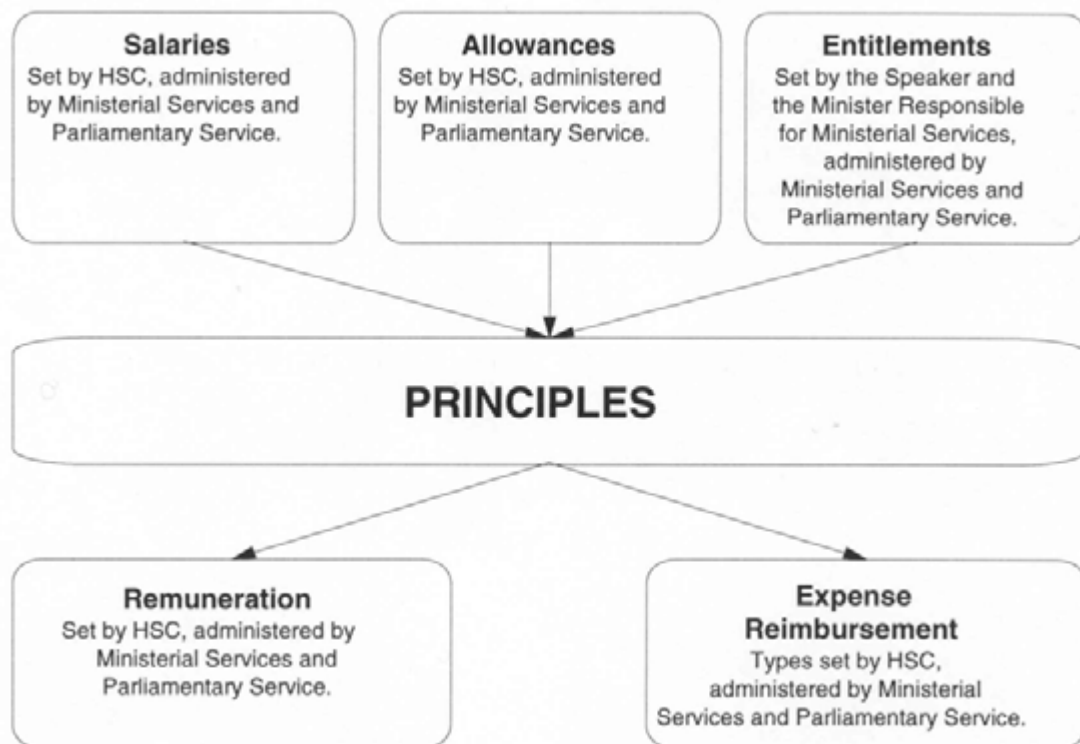 Salaries
Set by HSC, administered
by Ministerial Services and
Parliamentary Service.
Allowances
Set by HSC, administered
by Ministerial Services and
Parliamentary Service.
Entitlements
Set by the Speaker and
the Minister Responsible
for Ministerial Services,
administered by
Ministerial Services and
Parliamentary Service.
PRINCIPLES
Remuneration
Set by HSC, administered by
Ministerial Services and
Parliamentary Service.
Expense
Reimbursement
Types set by HSC,
administered by Ministerial
Services and Parliamentary Service.